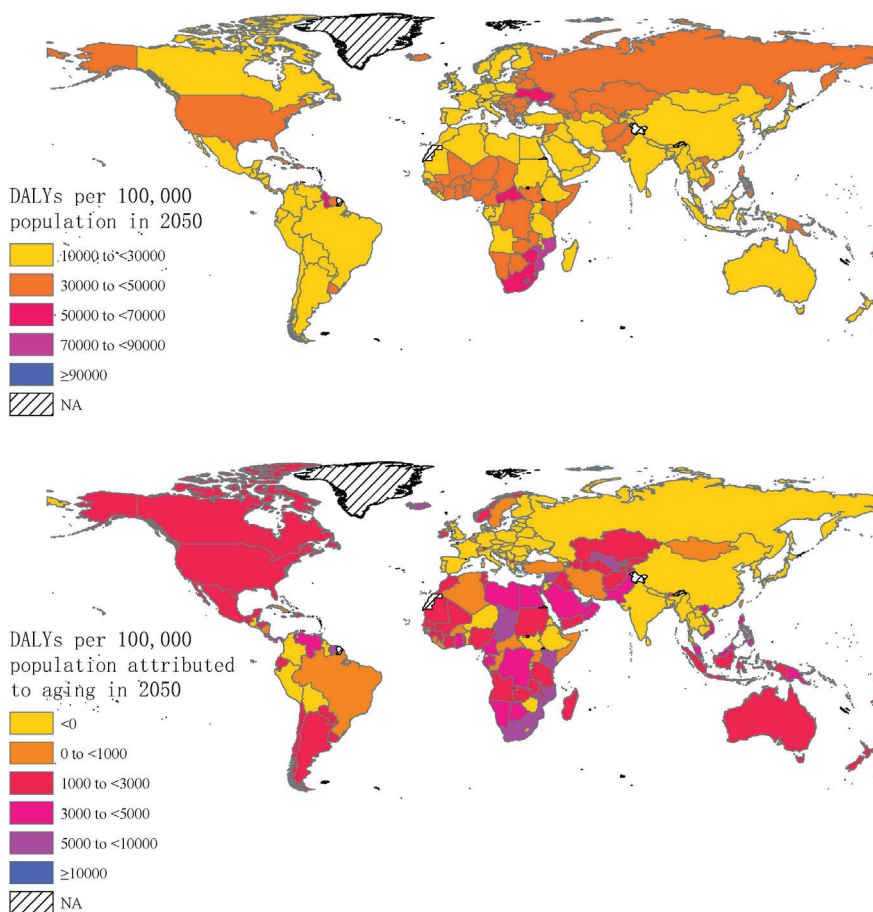 DALYs per 100,000
population in 2050
10000 to <30000
30000 to <50000
50000 to <70000
70000 to <90000
≥90000
NA
DALYs per 100,000
population attributed
to aging in 2050
<0
0 to <1000
1000 to <3000
3000 to <5000
5000 to <10000
≥10000
NA